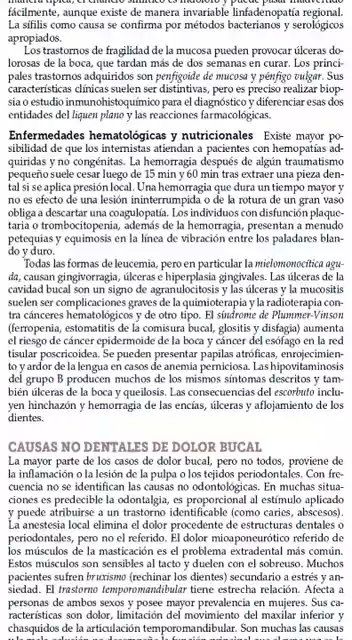 fácilmente, aunque existe de manera invariable linfadenopatía regional.
La sífilis como causa se confirma por métodos bacterianos y serológicos
apropiados.
Los trastornos de fragilidad de la mucosa pueden provocar úlceras do-
lorosas de la boca, que tardan más de dos semanas en curar. Los princi-
pales trastornos adquiridos son penfigoide de mucosa y pénfigo vulgar. Sus
características clínicas suelen ser distintivas, pero es preciso realizar biop-
sia o estudio inmunohistoquímico para el diagnóstico y diferenciar esas dos
entidades del liquen plano y las reacciones farmacológicas.
Enfermedades hematológicas y nutricionales Existe mayor po-
sibilidad de que los internistas atiendan a pacientes con hemopatías ad-
quiridas y no congénitas. La hemorragia después de algún traumatismo
pequeño suele cesar luego de 15 min y 60 min tras extraer una pieza den-
tal si se aplica presión local. Una hemorragia que dura un tiempo mayor y
no es efecto de una lesión ininterrumpida o de la rotura de un gran vaso
obliga a descartar una coagulopatía. Los individuos con disfunción plaque-
taria o trombocitopenia, además de la hemorragia, presentan a menudo
petequias y equimosis en la línea de vibración entre los paladares blan-
do y duro.
Todas las formas de leucemia, pero en particular la mielomonocítica agu-
da, causan gingivorragia, úlceras e hiperplasia gingivales. Las úlceras de la
cavidad bucal son un signo de agranulocitosis y las úlceras y la mucositis
suelen ser complicaciones graves de la quimioterapia y la radioterapia con-
tra cánceres hematológicos y de otro tipo. El síndrome de Plummer-Vinson
(ferropenia, estomatitis de la comisura bucal, glositis y disfagia) aumenta
el riesgo de cáncer epidermoide de la boca y cáncer del esófago en la red
tisular poscricoidea. Se pueden presentar papilas atróficas, enrojecimien-
to y ardor de la lengua en casos de anemia perniciosa. Las hipovitaminosis
del grupo B producen muchos de los mismos síntomas descritos y tam-
bién úlceras de la boca y queilosis. Las consecuencias del escorbuto inclu-
yen hinchazón y hemorragia de las encías, úlceras y aflojamiento de los
dientes.
CAUSAS NO DENTALES DE DOLOR BUCAL
La mayor parte de los casos de dolor bucal, pero no todos, proviene de
la inflamación o la lesión de la pulpa o los tejidos periodontales. Con fre-
cuencia no se identifican las causas no odontológicas. En muchas situa-
ciones es predecible la odontalgia, es proporcional al estímulo aplicado
y puede atribuirse a un trastorno identificable (como caries, abscesos).
La anestesia local elimina el dolor procedente de estructuras dentales o
periodontales, pero no el referido. El dolor mioaponeurótico referido de
los músculos de la masticación es el problema extradental más común.
Estos músculos son sensibles al tacto y duelen con el sobreuso. Muchos
pacientes sufren bruxismo (rechinar los dientes) secundario a estrés y an-
siedad. El trastorno temporomandibular tiene estrecha relación. Afecta a
personas de ambos sexos y posee mayor prevalencia en mujeres. Sus ca-
racterísticas son dolor, limitación del movimiento del maxilar inferior y
chasquidos de la articulación temporomandibular. Son muchas las causas